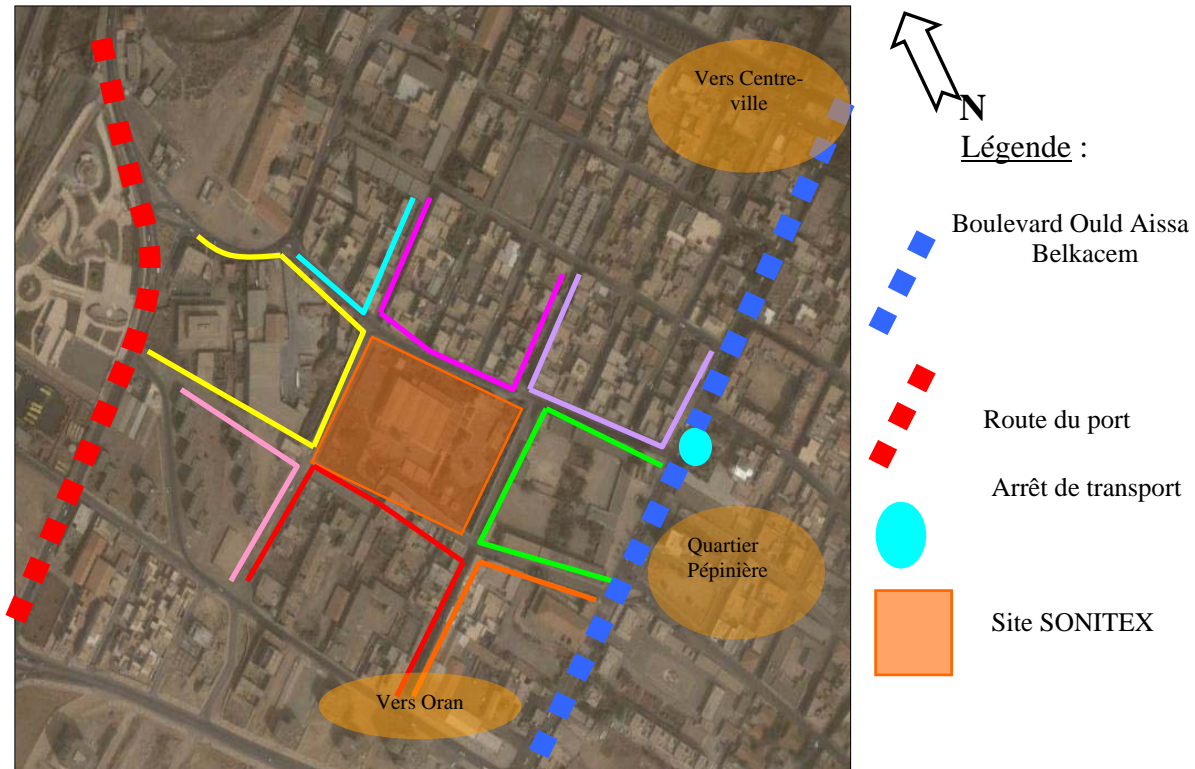 Vers Centre-
ville
N
Légende :
Boulevard Ould Aissa
Belkacem
Route du port
Arrêt de transport
Quartier
Pépinière
Site SONITEX
Vers Oran